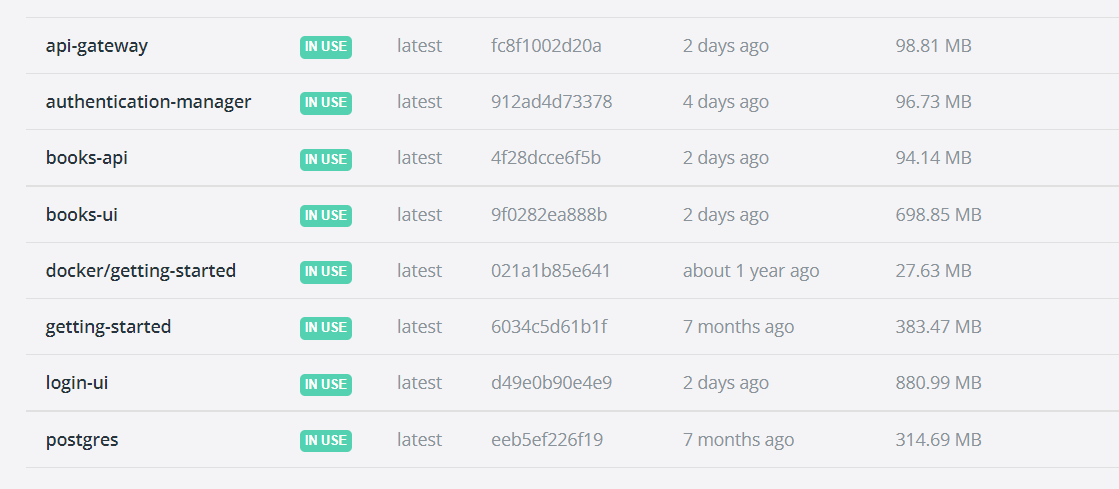 api-gateway IN USE latest fc8f1002d20a 2 days ago 98.81 MB
authentication-manager IN USE latest 912ad4d73378 4 days ago 96.73 MB
books-api IN USE latest 4f28dcce6f5b 2 days ago 94.14 MB
books-ui IN USE latest 9f0282ea888b 2 days ago 698.85 MB
docker/getting-started IN USE latest 021a1b85e641 about 1 year ago 27.63 MB
getting-started IN USE latest 6034c5d61b1f 7 months ago 383.47 MB
login-ui IN USE latest d49e0b90e4e9 2 days ago 880.99 MB
postgres IN USE latest eeb5ef226f19 7 months ago 314.69 MB